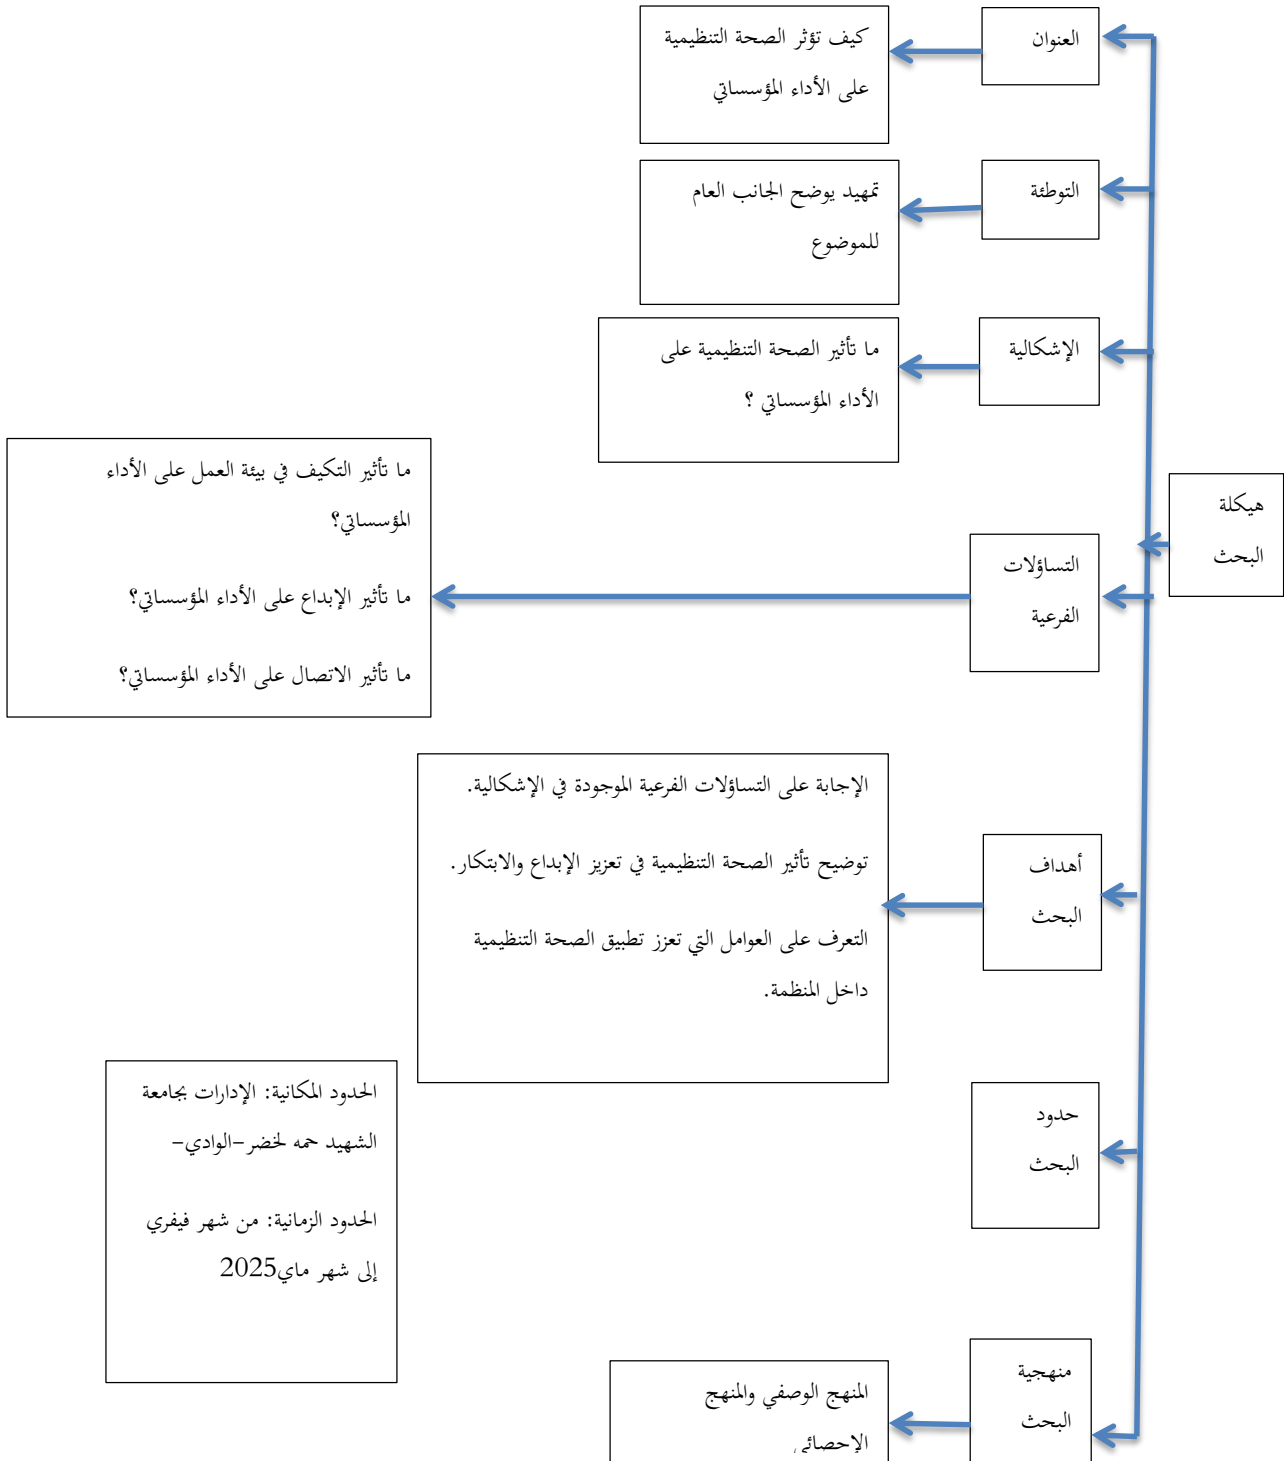 العنوان
كيف تؤثر الصحة التنظيمية
على الأداء المؤسساتي
التوطئة
تمهيد يوضح الجانب العام
للموضوع
الإشكالية
ما تأثير الصحة التنظيمية على
الأداء المؤسساتي ؟
هيكلة
البحث
التساؤلات
الفرعية
ما تأثير التكيف في بيئة العمل على الأداء
المؤسساتي؟
ما تأثير الإبداع على الأداء المؤسساتي؟
ما تأثير الاتصال على الأداء المؤسساتي؟
أهداف
البحث
الإجابة على التساؤلات الفرعية الموجودة في الإشكالية.
توضيح تأثير الصحة التنظيمية في تعزيز الإبداع والابتكار.
التعرف على العوامل التي تعزز تطبيق الصحة التنظيمية
داخل المنظمة.
حدود
البحث
الحدود المكانية: الإدارات بجامعة
الشهيد حمه لخضر–الوادي–
الحدود الزمانية: من شهر فيفري
إلى شهر ماي2025
منهجية
البحث
المنهج الوصفي والمنهج
الإحصائي